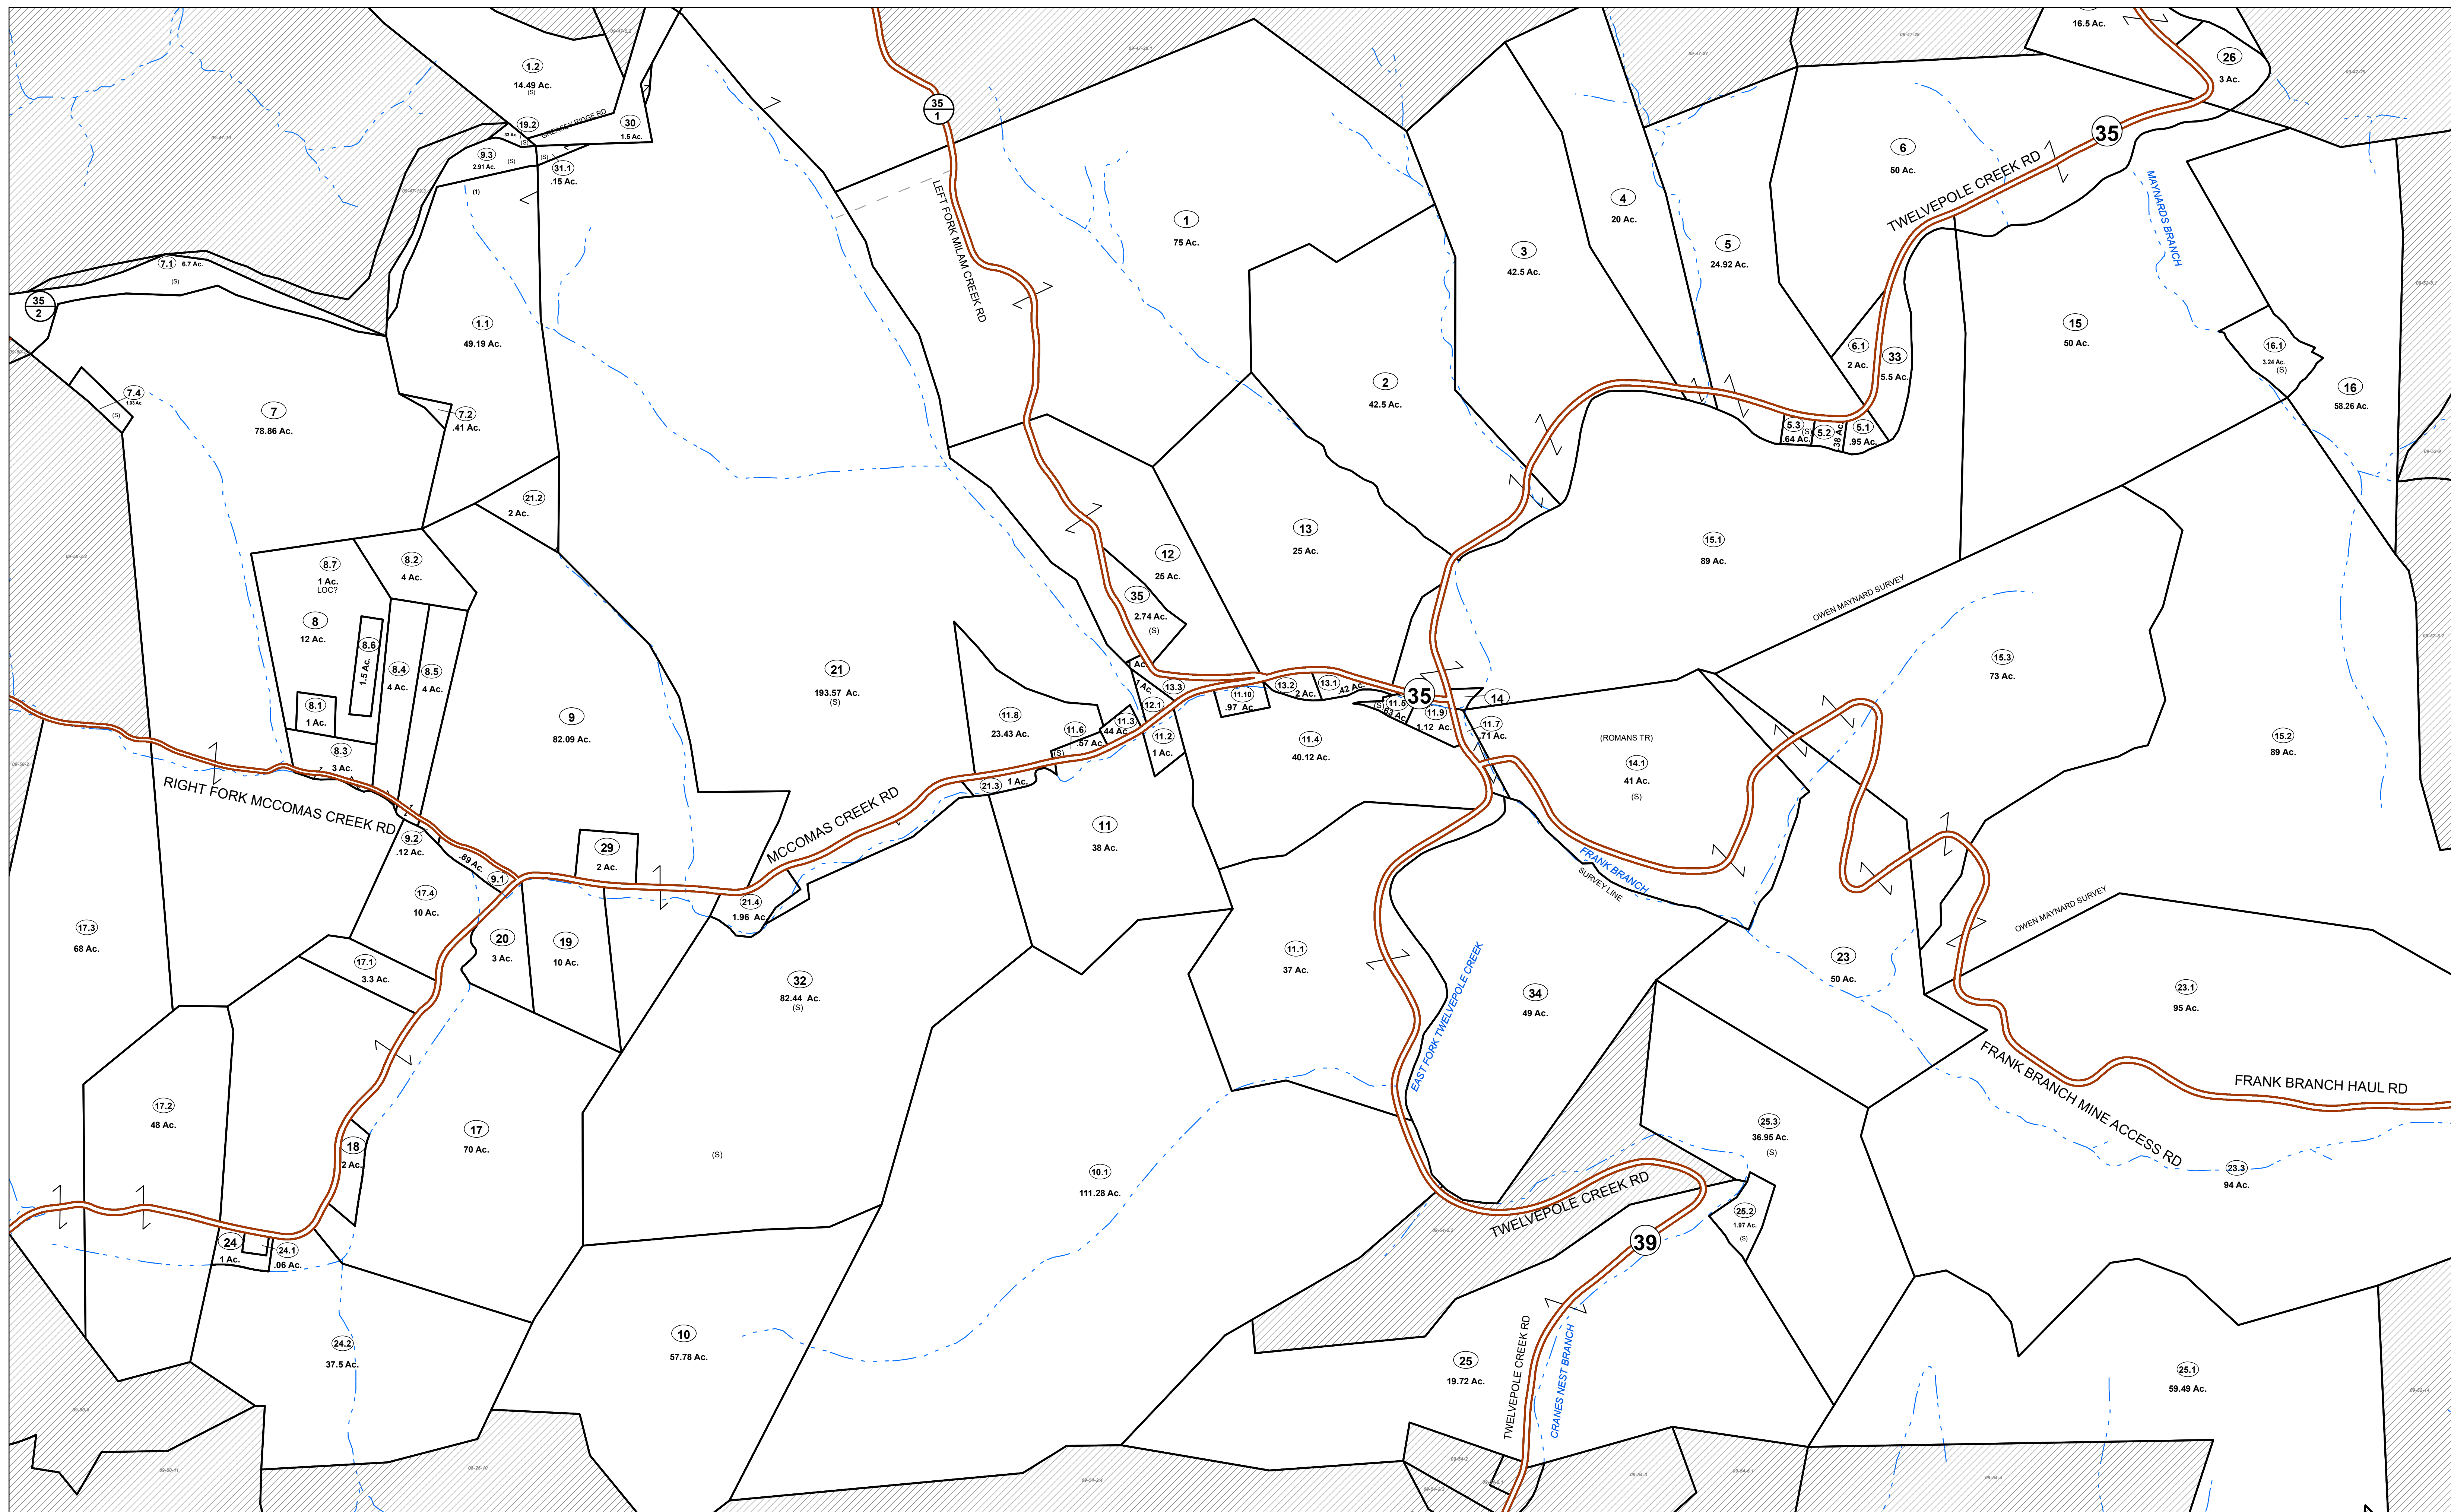 16.5 Ac.
26
3 Ac.
1.2
14.49 Ac.
(S)
19.2
.33 Ac.
(S)
GREASEY RIDGE RD
30
1.5 Ac.
9.3
2.91 Ac.
(S)
(S)
31.1
.15 Ac.
(1)
09-47-14
35
1
LEFT FORK MILAM CREEK RD
1
75 Ac.
3
42.5 Ac.
4
20 Ac.
5
24.92 Ac.
6
50 Ac.
TWELVEPOLE CREEK RD
35
MAYNARDS BRANCH
7.1
6.7 Ac.
(S)
35
2
1.1
49.19 Ac.
7.4
1.03 Ac.
(S)
7
78.86 Ac.
7.2
.41 Ac.
2
42.5 Ac.
6.1
2 Ac.
33
5.5 Ac.
15
50 Ac.
16.1
3.24 Ac.
(S)
16
58.26 Ac.
5.3
.64 Ac.
(S)
5.2
.38 Ac.
5.1
.95 Ac.
21.2
2 Ac.
8.7
1 Ac.
LOC?
8.2
4 Ac.
8
12 Ac.
8.6
1.5 Ac.
8.4
4 Ac.
8.5
4 Ac.
8.1
1 Ac.
8.3
3 Ac.
9
82.09 Ac.
21
193.57 Ac.
(S)
12
25 Ac.
35
2.74 Ac.
(S)
13
25 Ac.
15.1
89 Ac.
OWEN MAYNARD SURVEY
15.3
73 Ac.
15.2
89 Ac.
13.3
12.1
11.10
.97 Ac.
13.2
2 Ac.
13.1
.42 Ac.
35
14
(S)
11.5
.63 Ac.
11.9
1.12 Ac.
11.7
.71 Ac.
11.8
23.43 Ac.
11.6
(S)
.57 Ac.
11.3
.44 Ac.
11.2
1 Ac.
11.4
40.12 Ac.
(ROMANS TR)
14.1
41 Ac.
(S)
RIGHT FORK MCCOMAS CREEK RD
MCCOMAS CREEK RD
21.3
1 Ac.
11
38 Ac.
9.2
.12 Ac.
.89 Ac.
9.1
29
2 Ac.
21.4
1.96 Ac.
FRANK BRANCH
SURVEY LINE
OWEN MAYNARD SURVEY
17.3
68 Ac.
17.4
10 Ac.
20
3 Ac.
19
10 Ac.
17.1
3.3 Ac.
32
82.44 Ac.
(S)
11.1
37 Ac.
EAST FORK TWELVEPOLE CREEK
34
49 Ac.
23
50 Ac.
23.1
95 Ac.
FRANK BRANCH MINE ACCESS RD
FRANK BRANCH HAUL RD
17.2
48 Ac.
18
2 Ac.
17
70 Ac.
(S)
10.1
111.28 Ac.
25.3
36.95 Ac.
(S)
23.3
94 Ac.
TWELVEPOLE CREEK RD
25.2
1.97 Ac.
(S)
39
24
1 Ac.
24.1
.06 Ac.
24.2
37.5 Ac.
10
57.78 Ac.
25
19.72 Ac.
TWELVEPOLE CREEK RD
CRANES NEST BRANCH
25.1
59.49 Ac.